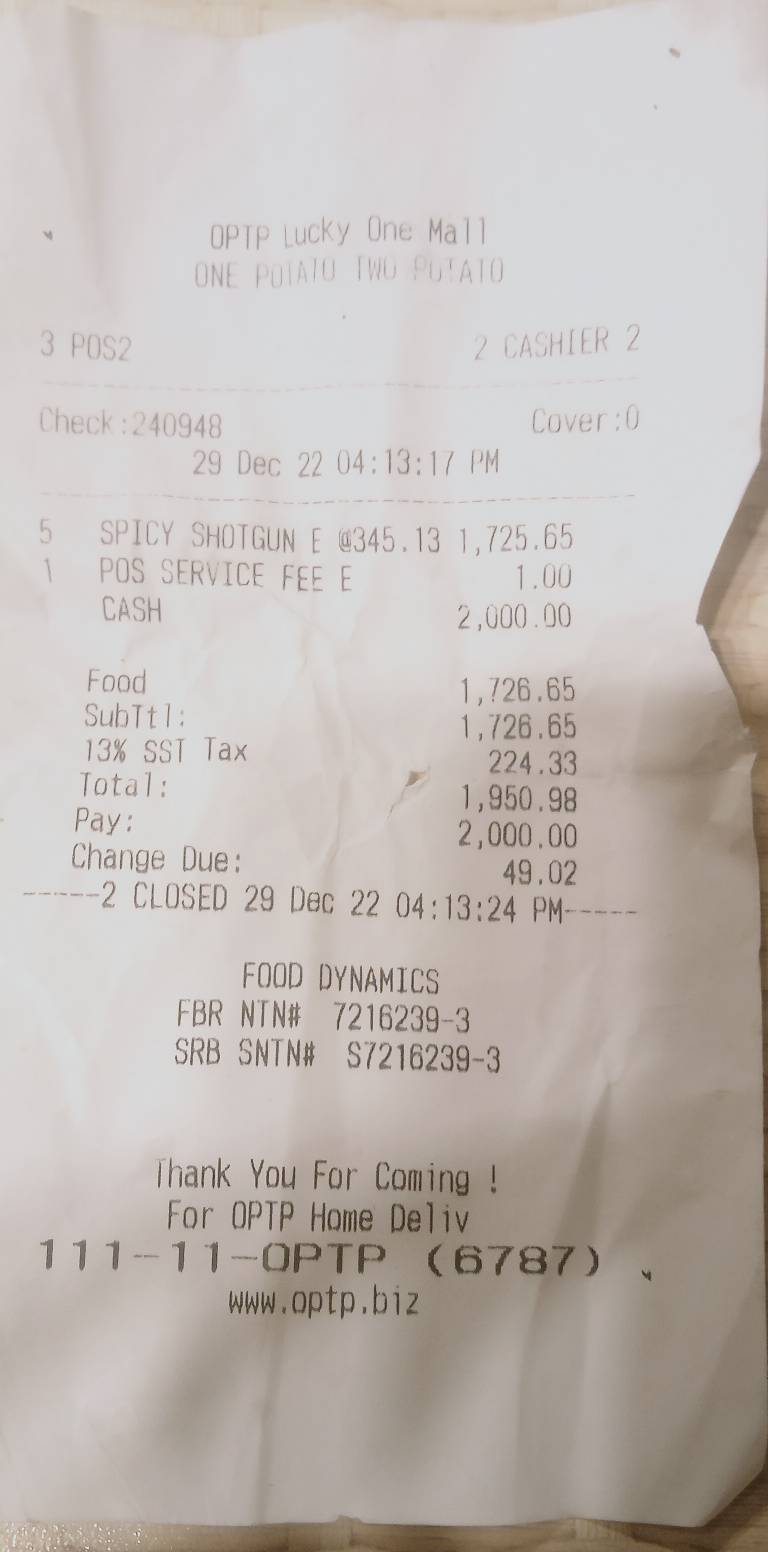 OPTP Lucky One Mall
ONE POTATO TWO POTATO
3 POS2 2 CASHIER 2
Check:240948 Cover:0
29 Dec 22 04:13:17 PM
5 SPICY SHOTGUN E @345.13 1,725.65
1 POS SERVICE FEE E 1.00
CASH 2,000.00
Food 1,726.65
SubTtl: 1,726.65
13% SST Tax 224.33
Total: 1,950.98
Pay: 2,000.00
Change Due: 49.02
-----2 CLOSED 29 Dec 22 04:13:24 PM-----
FOOD DYNAMICS
FBR NTN# 7216239-3
SRB SNTN# S7216239-3
Thank You For Coming !
For OPTP Home Deliv
111-11-OPTP (6787)
www.optp.biz